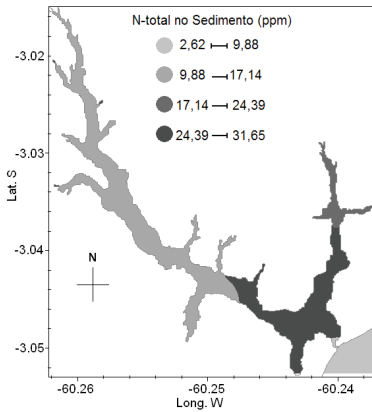 N-total no Sedimento (ppm)
2,62 9,88
9,88 17,14
17,14 24,39
24,39 31,65
-3.02
-3.03
-3.04
-3.05
Lat. S
N
-60.26 -60.25 -60.24
Long. W